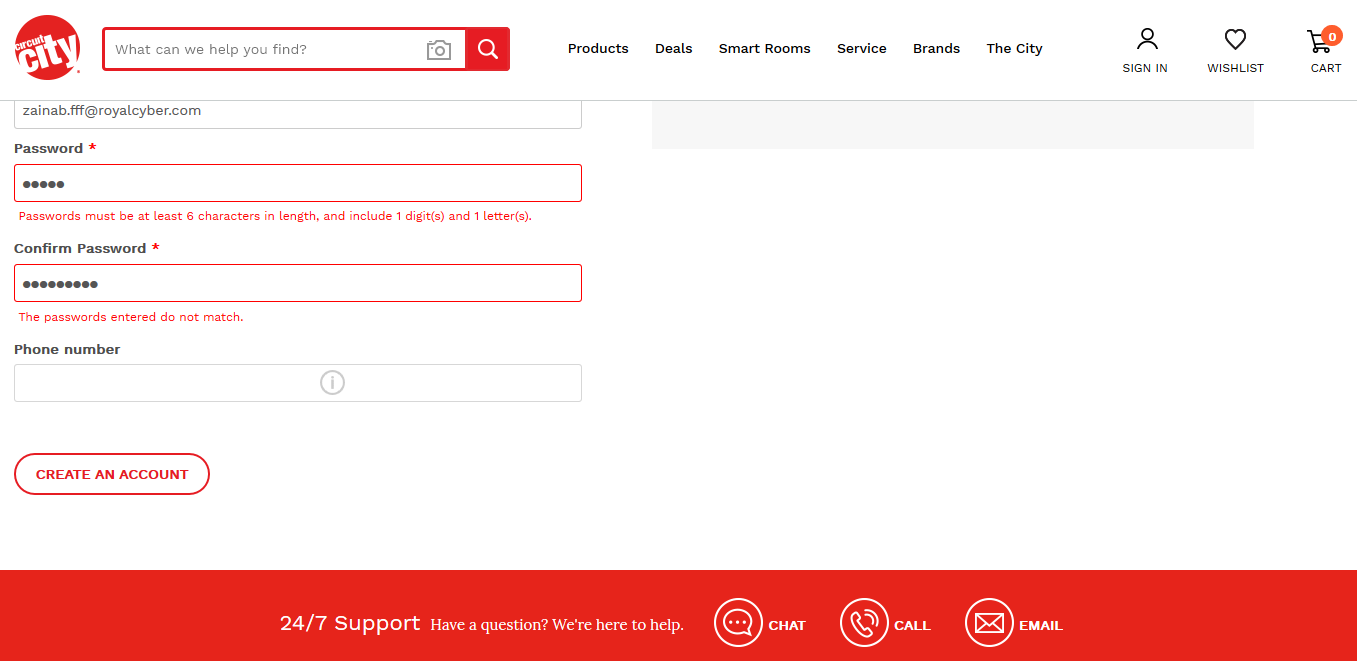 circuit city
What can we help you find?
Products Deals Smart Rooms Service Brands The City
SIGN IN WISHLIST 0 CART
zainab.fff@royalcyber.com
Password *
●●●●●
Passwords must be at least 6 characters in length, and include 1 digit(s) and 1 letter(s).
Confirm Password *
●●●●●●●●●
The passwords entered do not match.
Phone number
i
CREATE AN ACCOUNT
24/7 Support Have a question? We're here to help. CHAT CALL EMAIL